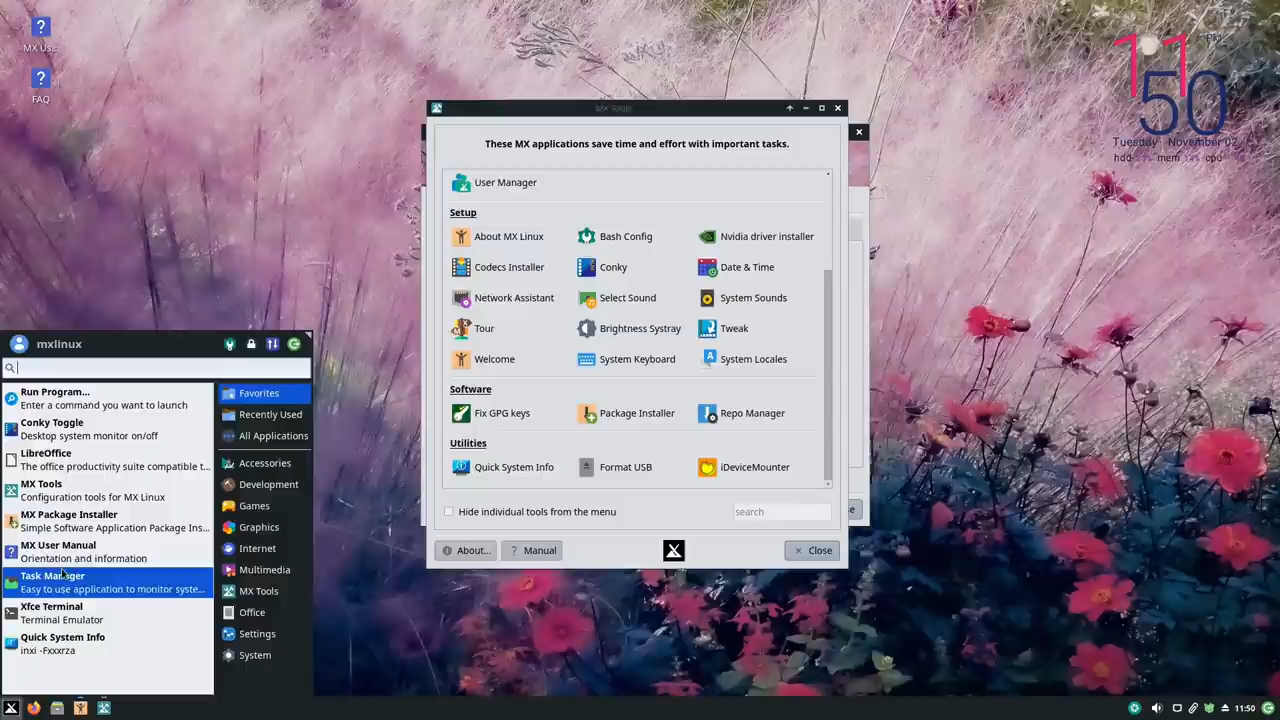 MX Us...
FAQ
11
PM
50
Tuesday November 02
hdd mem cpu
MX Tools
These MX applications save time and effort with important tasks.
User Manager
Setup
About MX Linux
Bash Config
Nvidia driver installer
Codecs Installer
Conky
Date & Time
Network Assistant
Select Sound
System Sounds
Tour
Brightness Systray
Tweak
Welcome
System Keyboard
System Locales
Software
Fix GPG keys
Package Installer
Repo Manager
Utilities
Quick System Info
Format USB
iDeviceMounter
Hide individual tools from the menu
search
About...
? Manual
Close
mxlinux
Run Program...
Enter a command you want to launch
Conky Toggle
Desktop system monitor on/off
LibreOffice
The office productivity suite compatible t...
MX Tools
Configuration tools for MX Linux
MX Package Installer
Simple Software Application Package Ins...
MX User Manual
Orientation and information
Task Manager
Easy to use application to monitor syste...
Xfce Terminal
Terminal Emulator
Quick System Info
inxi -Fxxxrza
Favorites
Recently Used
All Applications
Accessories
Development
Games
Graphics
Internet
Multimedia
MX Tools
Office
Settings
System
11:50